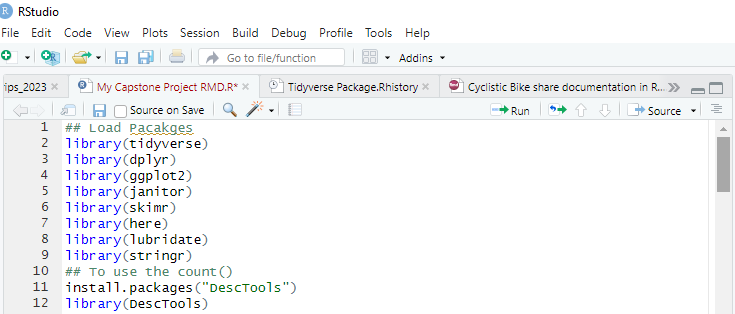 RStudio
File Edit Code View Plots Session Build Debug Profile Tools Help
Go to file/function Addins
ips_2023 My Capstone Project RMD.R* Tidyverse Package.Rhistory Cyclistic Bike share documentation in R...
Source on Save Run Source
1 ## Load Pacakges
2 library(tidyverse)
3 library(dplyr)
4 library(ggplot2)
5 library(janitor)
6 library(skimr)
7 library(here)
8 library(lubridate)
9 library(stringr)
10 ## To use the count()
11 install.packages("DescTools")
12 library(DescTools)